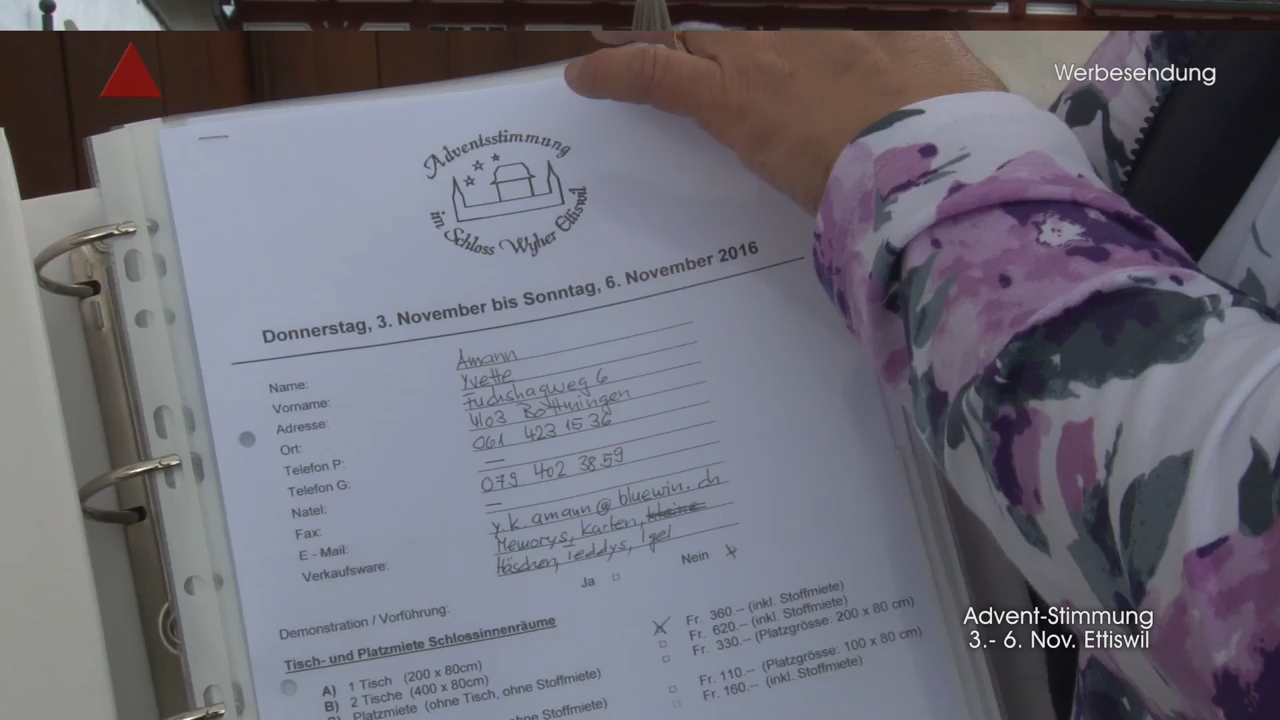 Werbesendung
Adventsstimmung
im Schloss Wyher Ettiswil
Donnerstag, 3. November bis Sonntag, 6. November 2016
Name: Amann
Vorname: Yvette
Adresse: Fuchshagweg 6
Ort: 4103 Bottmingen
Telefon P: 061 423 15 36
Telefon G: —
Natel: 079 402 38 59
Fax: —
E - Mail: y.k.amann@bluewin.ch
Verkaufsware: Memorys, Karten, kleine
Häschen, Teddys, Igel
Demonstration / Vorführung: Ja Nein
Tisch- und Platzmiete Schlossinnenräume
A) 1 Tisch (200 x 80cm) Fr. 360.– (inkl. Stoffmiete)
B) 2 Tische (400 x 80cm) Fr. 620.– (inkl. Stoffmiete)
Platzmiete (ohne Tisch, ohne Stoffmiete) Fr. 330.– (Platzgrösse: 200 x 80 cm)
ohne Stoffmiete) Fr. 110.– (Platzgrösse: 100 x 80 cm)
Fr. 160.– (inkl. Stoffmiete)
Advent-Stimmung
3.- 6. Nov. Ettiswil